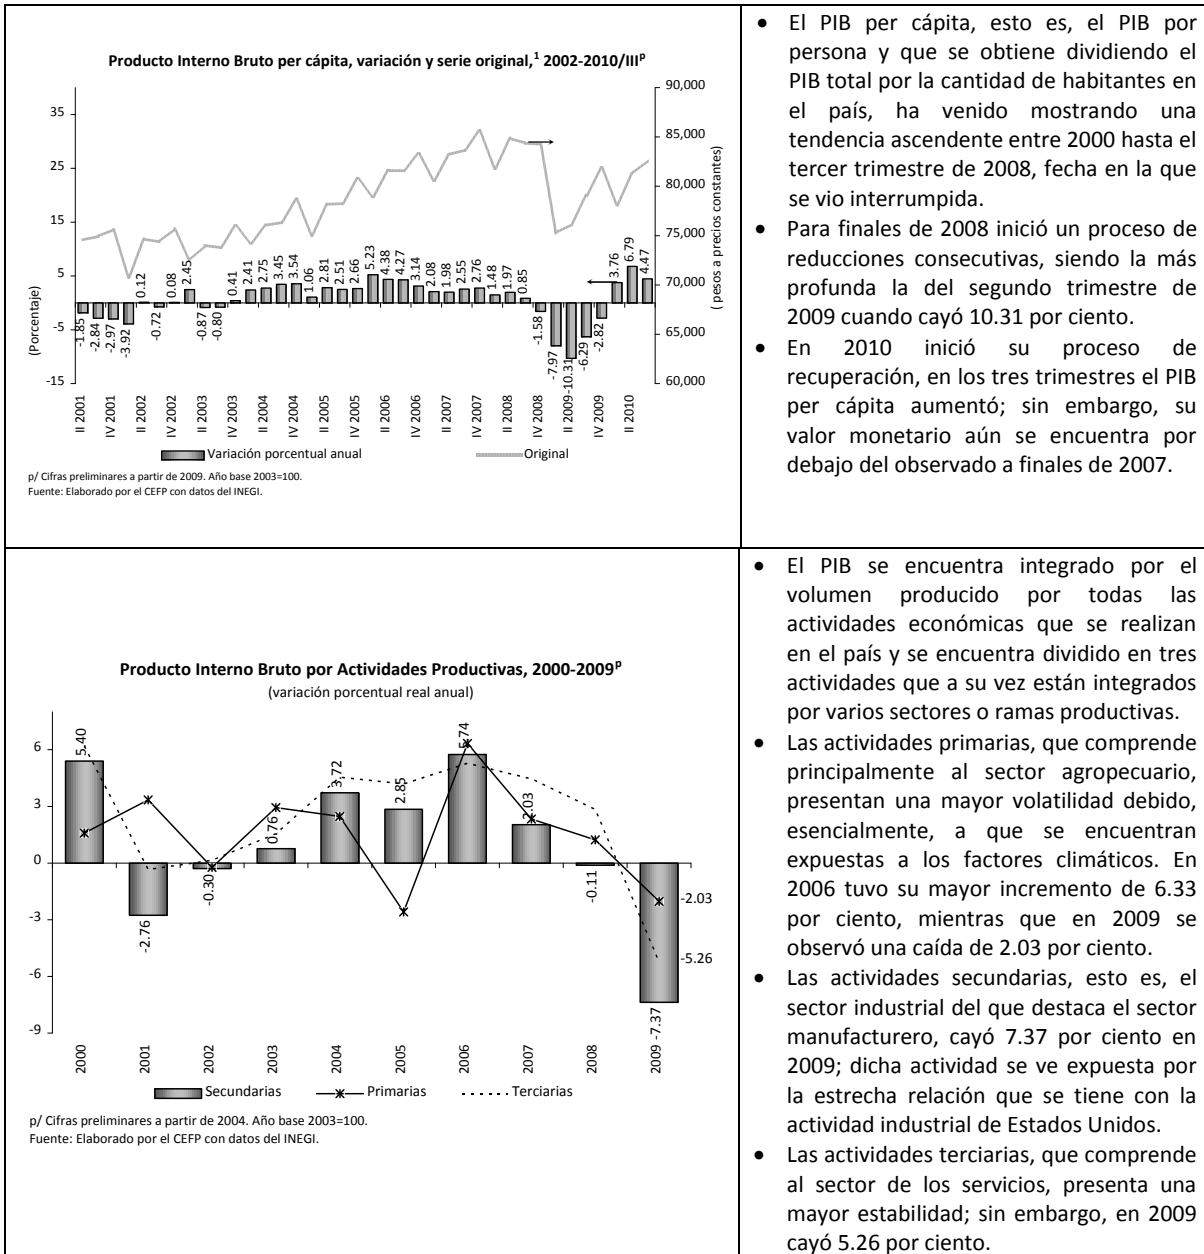 Producto Interno Bruto per cápita, variación y serie original,¹ 2002-2010/IIIᵖ
(Porcentaje)
35
25
15
5
-5
-15
90,000
85,000
80,000
75,000
70,000
65,000
60,000
( pesos a precios constantes)
-1.85
-2.84
-2.97
-3.92
0.12
-0.72
0.08
2.45
-0.87
-0.80
0.41
2.41
2.75
3.45
3.54
1.06
2.81
2.51
2.66
5.23
4.38
4.27
3.14
2.08
1.98
2.55
2.76
1.48
1.97
0.85
-1.58
-7.97
-10.31
-6.29
-2.82
3.76
6.79
4.47
II 2001
IV 2001
II 2002
IV 2002
II 2003
IV 2003
II 2004
IV 2004
II 2005
IV 2005
II 2006
IV 2006
II 2007
IV 2007
II 2008
IV 2008
II 2009
IV 2009
II 2010
Variación porcentual anual
Original
p/ Cifras preliminares a partir de 2009. Año base 2003=100.
Fuente: Elaborado por el CEFP con datos del INEGI.
• El PIB per cápita, esto es, el PIB por
persona y que se obtiene dividiendo el
PIB total por la cantidad de habitantes en
el país, ha venido mostrando una
tendencia ascendente entre 2000 hasta el
tercer trimestre de 2008, fecha en la que
se vio interrumpida.
• Para finales de 2008 inició un proceso de
reducciones consecutivas, siendo la más
profunda la del segundo trimestre de
2009 cuando cayó 10.31 por ciento.
• En 2010 inició su proceso de
recuperación, en los tres trimestres el PIB
per cápita aumentó; sin embargo, su
valor monetario aún se encuentra por
debajo del observado a finales de 2007.
Producto Interno Bruto por Actividades Productivas, 2000-2009ᵖ
(variación porcentual real anual)
6
3
0
-3
-6
-9
5.40
-2.76
-0.30
0.76
3.72
2.85
5.74
2.03
-0.11
-7.37
-2.03
-5.26
2000
2001
2002
2003
2004
2005
2006
2007
2008
2009
Secundarias
Primarias
Terciarias
p/ Cifras preliminares a partir de 2004. Año base 2003=100.
Fuente: Elaborado por el CEFP con datos del INEGI.
• El PIB se encuentra integrado por el
volumen producido por todas las
actividades económicas que se realizan
en el país y se encuentra dividido en tres
actividades que a su vez están integrados
por varios sectores o ramas productivas.
• Las actividades primarias, que comprende
principalmente al sector agropecuario,
presentan una mayor volatilidad debido,
esencialmente, a que se encuentran
expuestas a los factores climáticos. En
2006 tuvo su mayor incremento de 6.33
por ciento, mientras que en 2009 se
observó una caída de 2.03 por ciento.
• Las actividades secundarias, esto es, el
sector industrial del que destaca el sector
manufacturero, cayó 7.37 por ciento en
2009; dicha actividad se ve expuesta por
la estrecha relación que se tiene con la
actividad industrial de Estados Unidos.
• Las actividades terciarias, que comprende
al sector de los servicios, presenta una
mayor estabilidad; sin embargo, en 2009
cayó 5.26 por ciento.